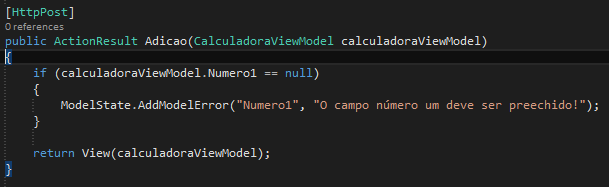 [HttpPost]
0 references
public ActionResult Adicao(CalculadoraViewModel calculadoraViewModel)
{
if (calculadoraViewModel.Numero1 == null)
{
ModelState.AddModelError("Numero1", "O campo número um deve ser preechido!");
}
return View(calculadoraViewModel);
}